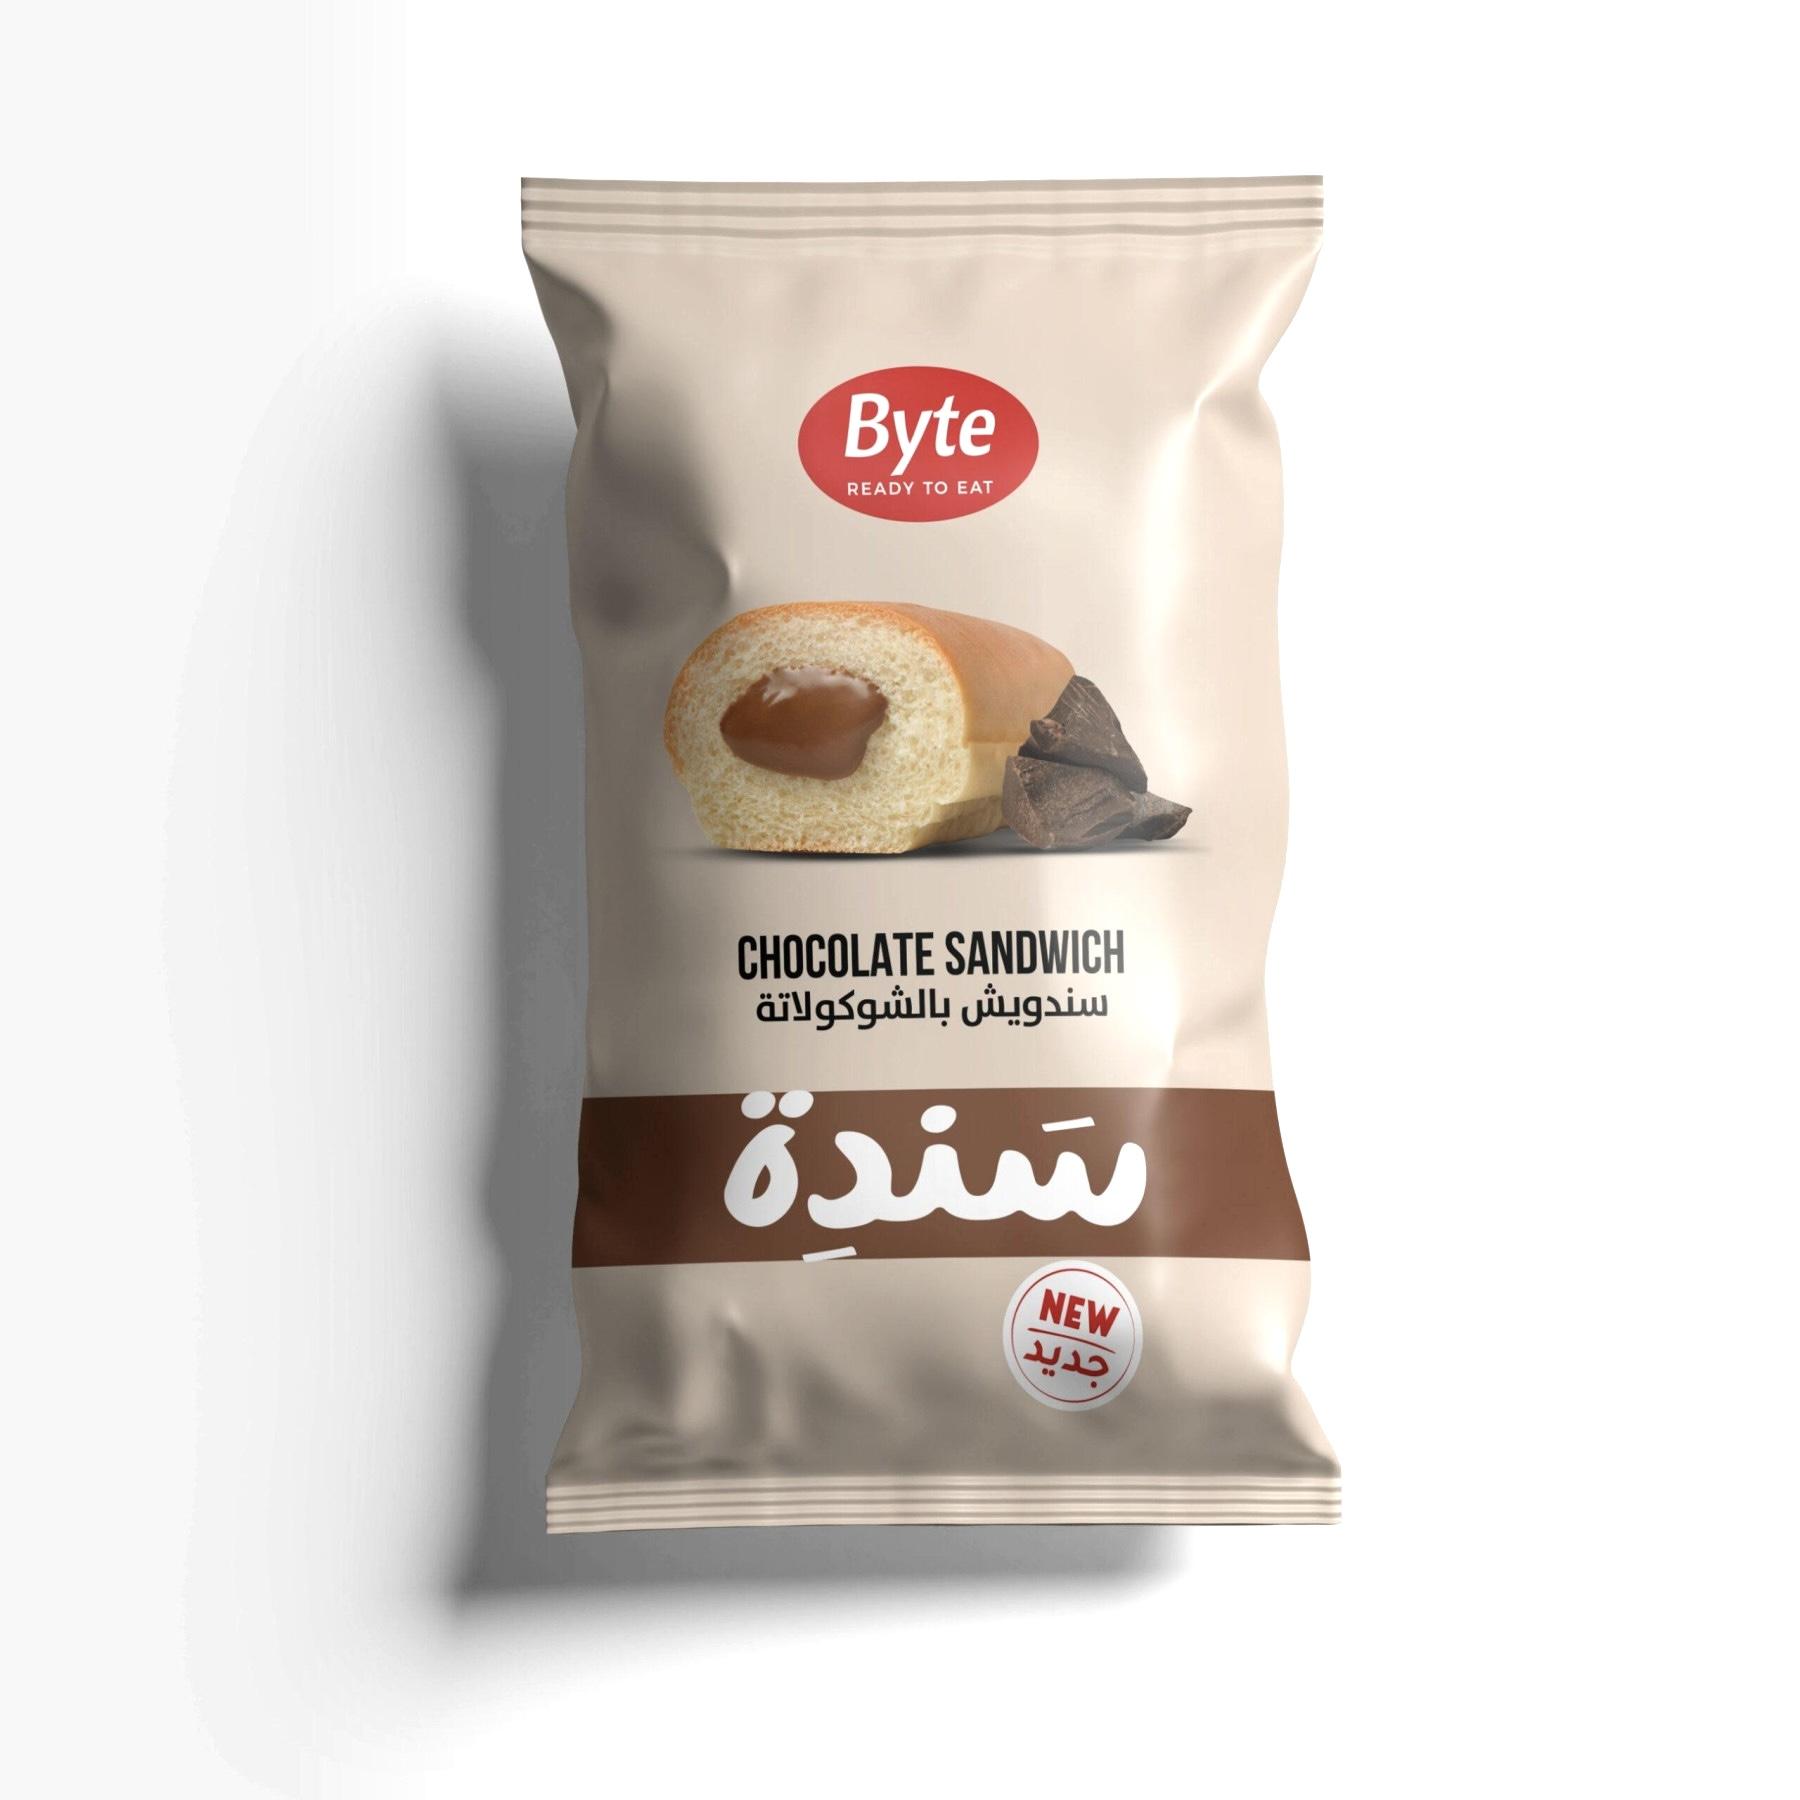 Byte
READY TO EAT
CHOCOLATE SANDWICH
سندويش بالشوكولاتة
سَندِة
NEW
جديد